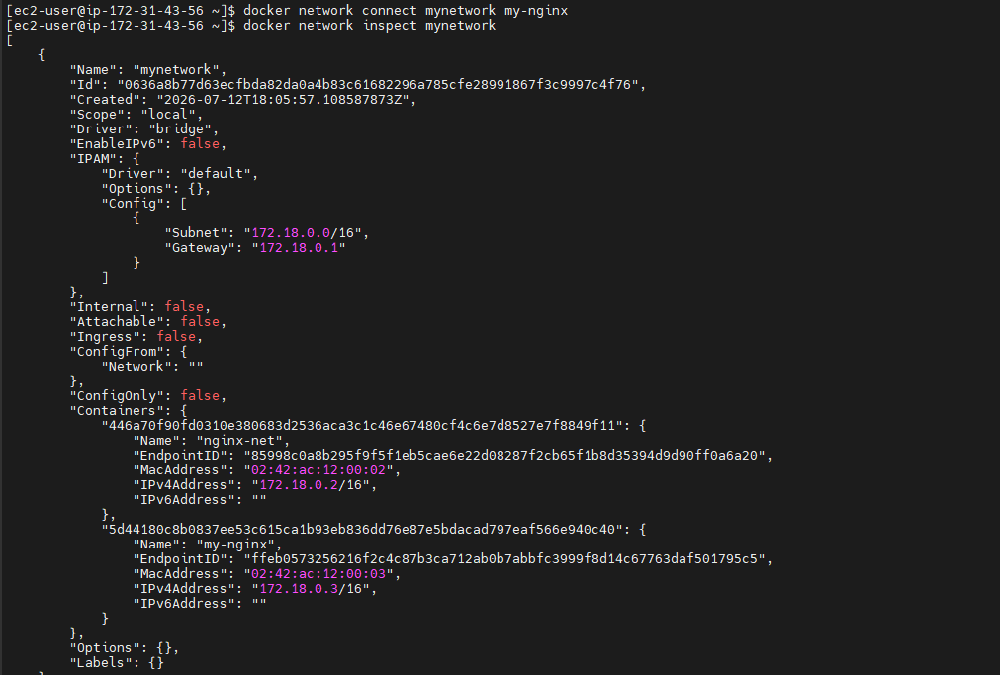 [ec2-user@ip-172-31-43-56 ~]$ docker network connect mynetwork my-nginx
[ec2-user@ip-172-31-43-56 ~]$ docker network inspect mynetwork
[
    {
        "Name": "mynetwork",
        "Id": "0636a8b77d63ecfbda82da0a4b83c61682296a785cfe28991867f3c9997c4f76",
        "Created": "2026-07-12T18:05:57.108587873Z",
        "Scope": "local",
        "Driver": "bridge",
        "EnableIPv6": false,
        "IPAM": {
            "Driver": "default",
            "Options": {},
            "Config": [
                {
                    "Subnet": "172.18.0.0/16",
                    "Gateway": "172.18.0.1"
                }
            ]
        },
        "Internal": false,
        "Attachable": false,
        "Ingress": false,
        "ConfigFrom": {
            "Network": ""
        },
        "ConfigOnly": false,
        "Containers": {
            "446a70f90fd0310e380683d2536aca3c1c46e67480cf4c6e7d8527e7f8849f11": {
                "Name": "nginx-net",
                "EndpointID": "85998c0a8b295f9f5f1eb5cae6e22d08287f2cb65f1b8d35394d9d90ff0a6a20",
                "MacAddress": "02:42:ac:12:00:02",
                "IPv4Address": "172.18.0.2/16",
                "IPv6Address": ""
            },
            "5d44180c8b0837ee53c615ca1b93eb836dd76e87e5bdacad797eaf566e940c40": {
                "Name": "my-nginx",
                "EndpointID": "ffeb0573256216f2c4c87b3ca712ab0b7abbfc3999f8d14c67763daf501795c5",
                "MacAddress": "02:42:ac:12:00:03",
                "IPv4Address": "172.18.0.3/16",
                "IPv6Address": ""
            }
        },
        "Options": {},
        "Labels": {}